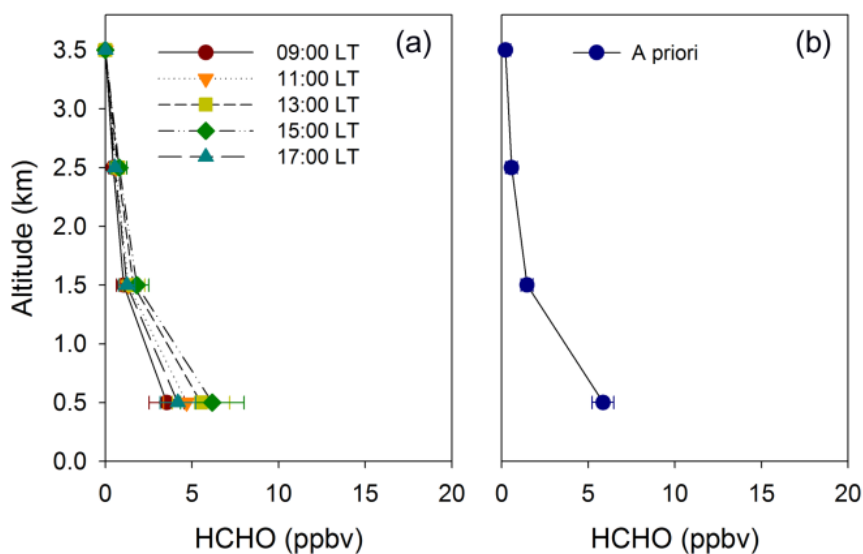 (a)
09:00 LT
11:00 LT
13:00 LT
15:00 LT
17:00 LT
3.5
3.0
2.5
2.0
1.5
1.0
0.5
0.0
Altitude (km)
0 5 10 15 20
HCHO (ppbv)
(b)
A priori
0 5 10 15 20
HCHO (ppbv)